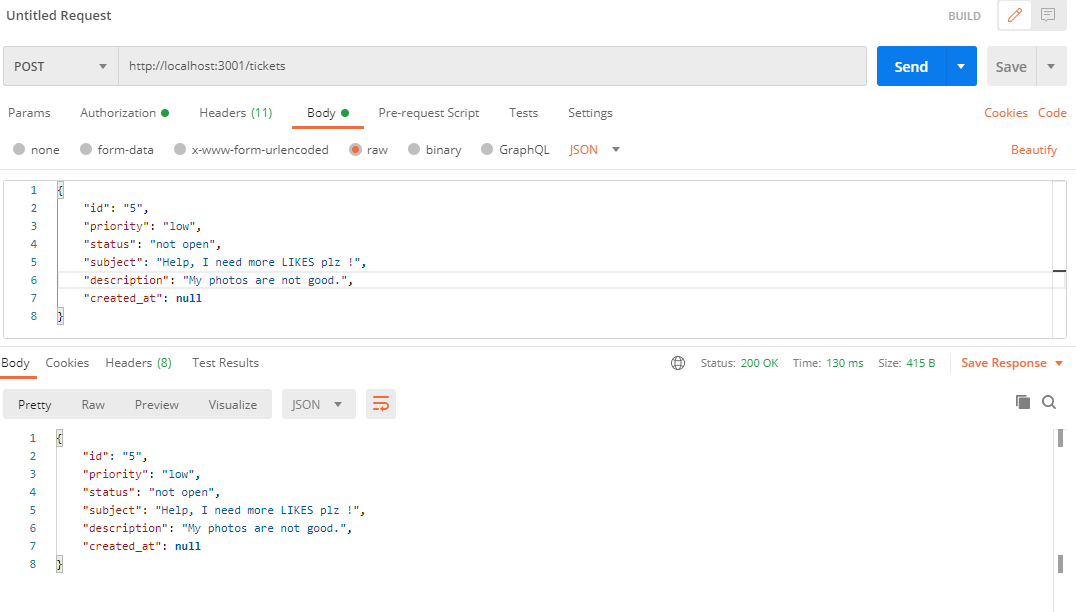 Untitled Request BUILD
POST http://localhost:3001/tickets Send Save
Params Authorization Headers (11) Body Pre-request Script Tests Settings Cookies Code
none form-data x-www-form-urlencoded raw binary GraphQL JSON Beautify
1 {
2 "id": "5",
3 "priority": "low",
4 "status": "not open",
5 "subject": "Help, I need more LIKES plz !",
6 "description": "My photos are not good.",
7 "created_at": null
8 }
Body Cookies Headers (8) Test Results Status: 200 OK Time: 130 ms Size: 415 B Save Response
Pretty Raw Preview Visualize JSON
1 {
2 "id": "5",
3 "priority": "low",
4 "status": "not open",
5 "subject": "Help, I need more LIKES plz !",
6 "description": "My photos are not good.",
7 "created_at": null
8 }